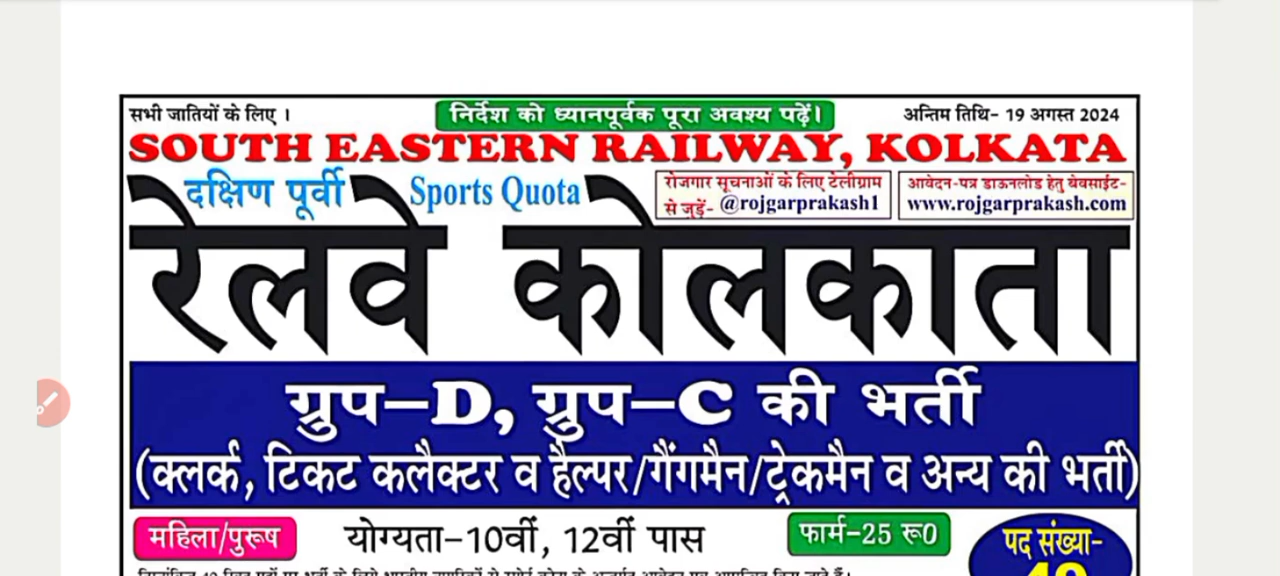 सभी जातियों के लिए ।
निर्देश को ध्यानपूर्वक पूरा अवश्य पढ़ें।
अन्तिम तिथि- 19 अगस्त 2024
SOUTH EASTERN RAILWAY, KOLKATA
दक्षिण पूर्वी
Sports Quota
रोजगार सूचनाओं के लिए टेलीग्राम
से जुड़ें- @rojgarprakash1
आवेदन-पत्र डाऊनलोड हेतु वेबसाईट-
www.rojgarprakash.com
रेलवे कोलकाता
ग्रुप-D, ग्रुप-C की भर्ती
(क्लर्क, टिकट कलैक्टर व हैल्पर/गैंगमैन/ट्रेकमैन व अन्य की भर्ती)
महिला/पुरूष
योग्यता-10वीं, 12वीं पास
फार्म-25 रू0
पद संख्या-
49